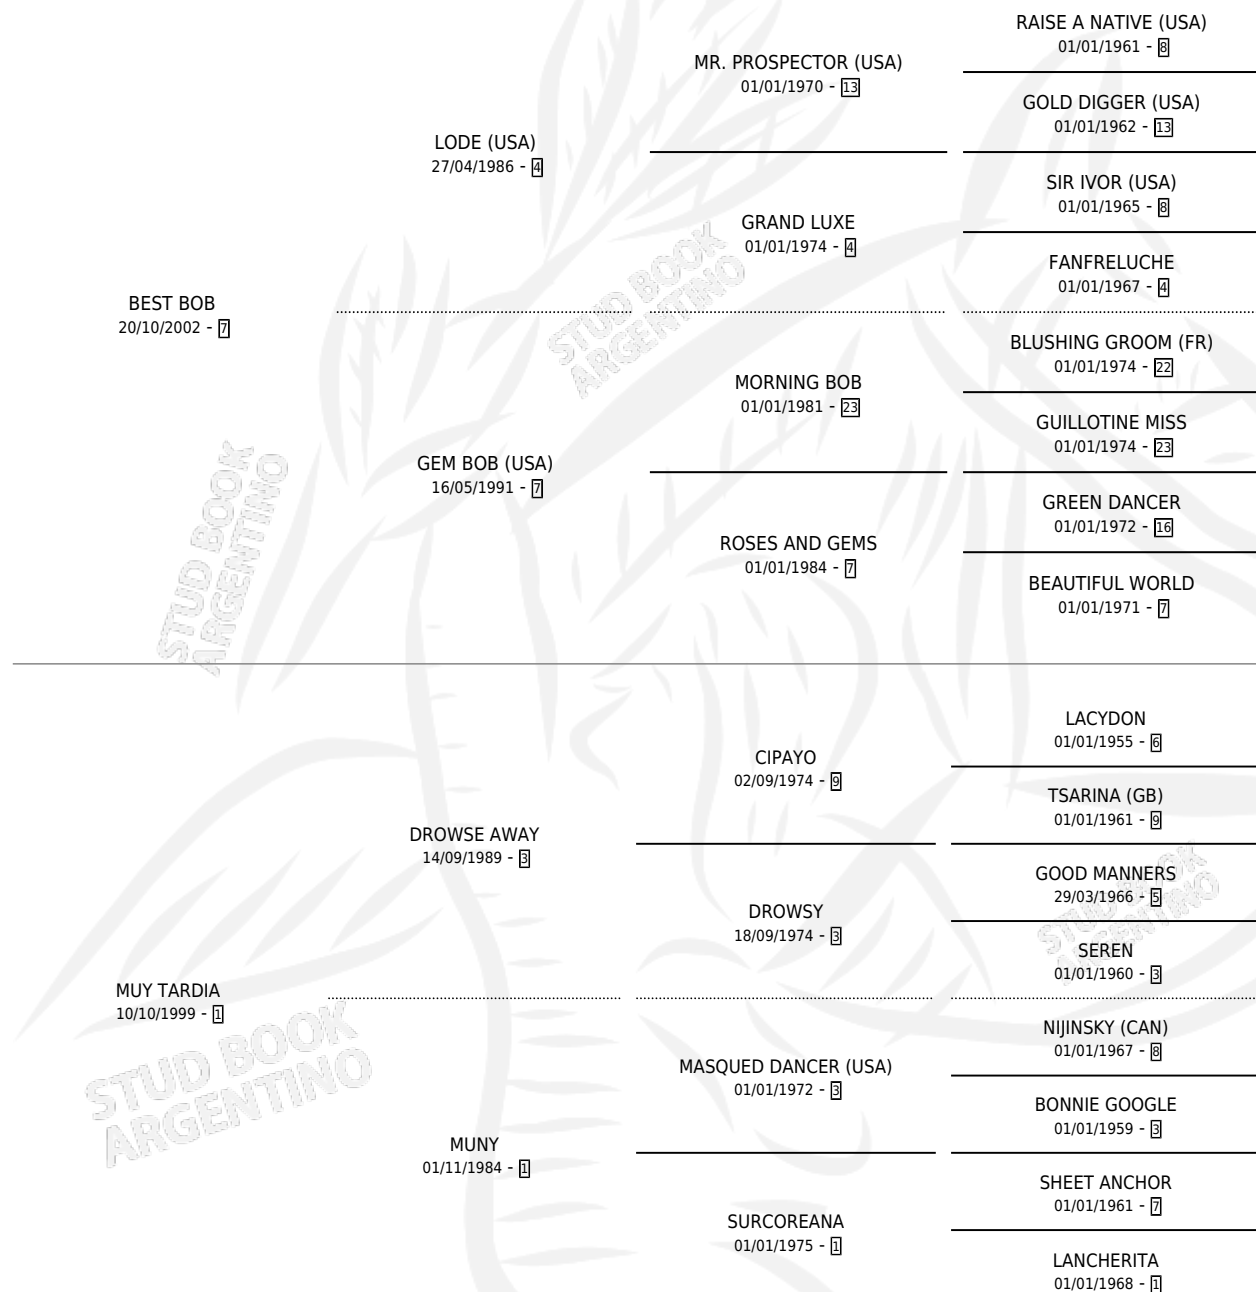 RAISE A NATIVE (USA)
01/01/1961 - 8
MR. PROSPECTOR (USA)
01/01/1970 - 13
GOLD DIGGER (USA)
01/01/1962 - 13
LODE (USA)
27/04/1986 - 4
SIR IVOR (USA)
01/01/1965 - 8
GRAND LUXE
01/01/1974 - 4
FANFRELUCHE
01/01/1967 - 4
BEST BOB
20/10/2002 - 7
BLUSHING GROOM (FR)
01/01/1974 - 22
MORNING BOB
01/01/1981 - 23
GUILLOTINE MISS
01/01/1974 - 23
GEM BOB (USA)
16/05/1991 - 7
GREEN DANCER
01/01/1972 - 16
ROSES AND GEMS
01/01/1984 - 7
BEAUTIFUL WORLD
01/01/1971 - 7
LACYDON
01/01/1955 - 6
CIPAYO
02/09/1974 - 9
TSARINA (GB)
01/01/1961 - 9
DROWSE AWAY
14/09/1989 - 3
GOOD MANNERS
29/03/1966 - 5
DROWSY
18/09/1974 - 3
SEREN
01/01/1960 - 3
MUY TARDIA
10/10/1999 - 1
NIJINSKY (CAN)
01/01/1967 - 8
MASQUED DANCER (USA)
01/01/1972 - 3
BONNIE GOOGLE
01/01/1959 - 3
MUNY
01/11/1984 - 1
SHEET ANCHOR
01/01/1961 - 7
SURCOREANA
01/01/1975 - 1
LANCHERITA
01/01/1968 - 1
STUD BOOK
ARGENTINO
STUD BOOK
ARGENTINO
STUD BOOK
ARGENTINO
STUD BOOK
ARGENTINO